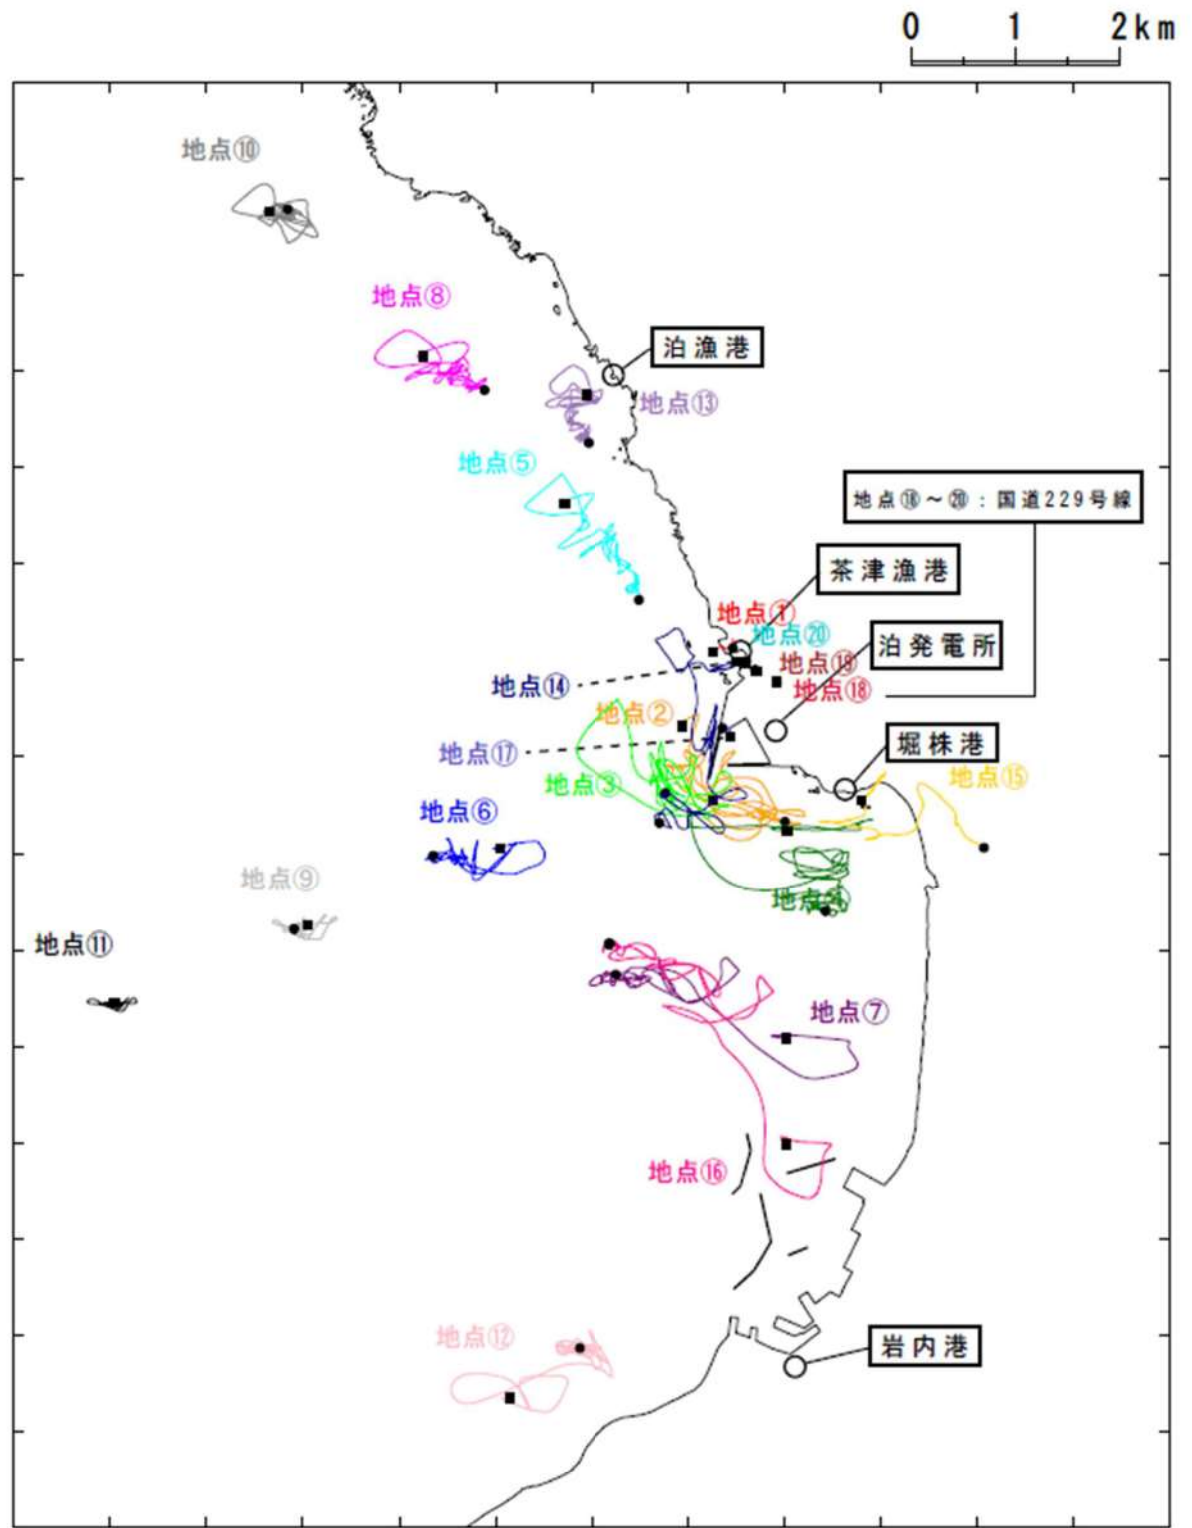 0 1 2km
地点⑩
地点⑧
泊漁港
地点⑬
地点⑤
地点⑱～⑳：国道229号線
茶津漁港
地点①
地点⑳
泊発電所
地点⑲
地点⑭
地点⑱
地点②
堀株港
地点⑰
地点③
地点⑮
地点⑥
地点⑨
地点④
地点⑪
地点⑦
地点⑯
地点⑫
岩内港